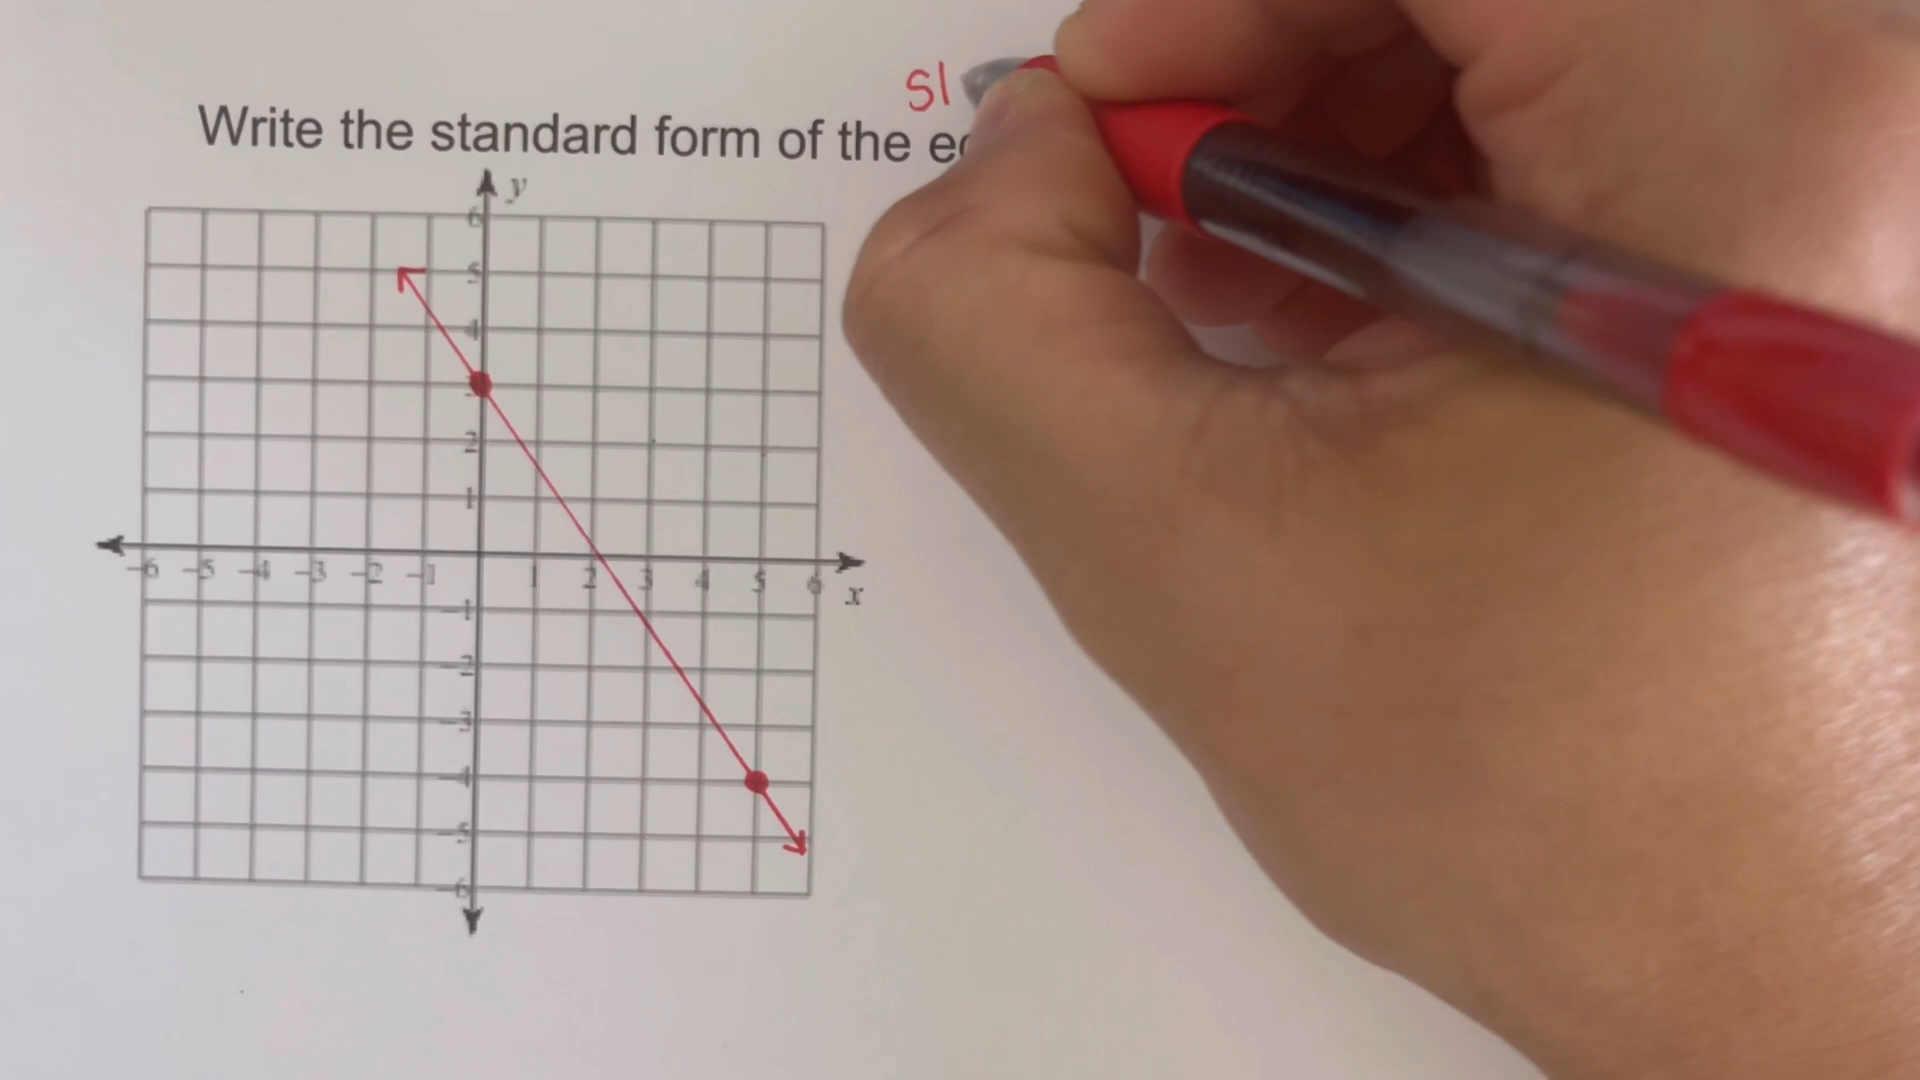 Sl
Write the standard form of the e
y
6
5
4
2
1
-6 -5 -4 -3 -2 -1 1 2 3 4 5 6
x
-1
-2
-3
-4
-5
-6